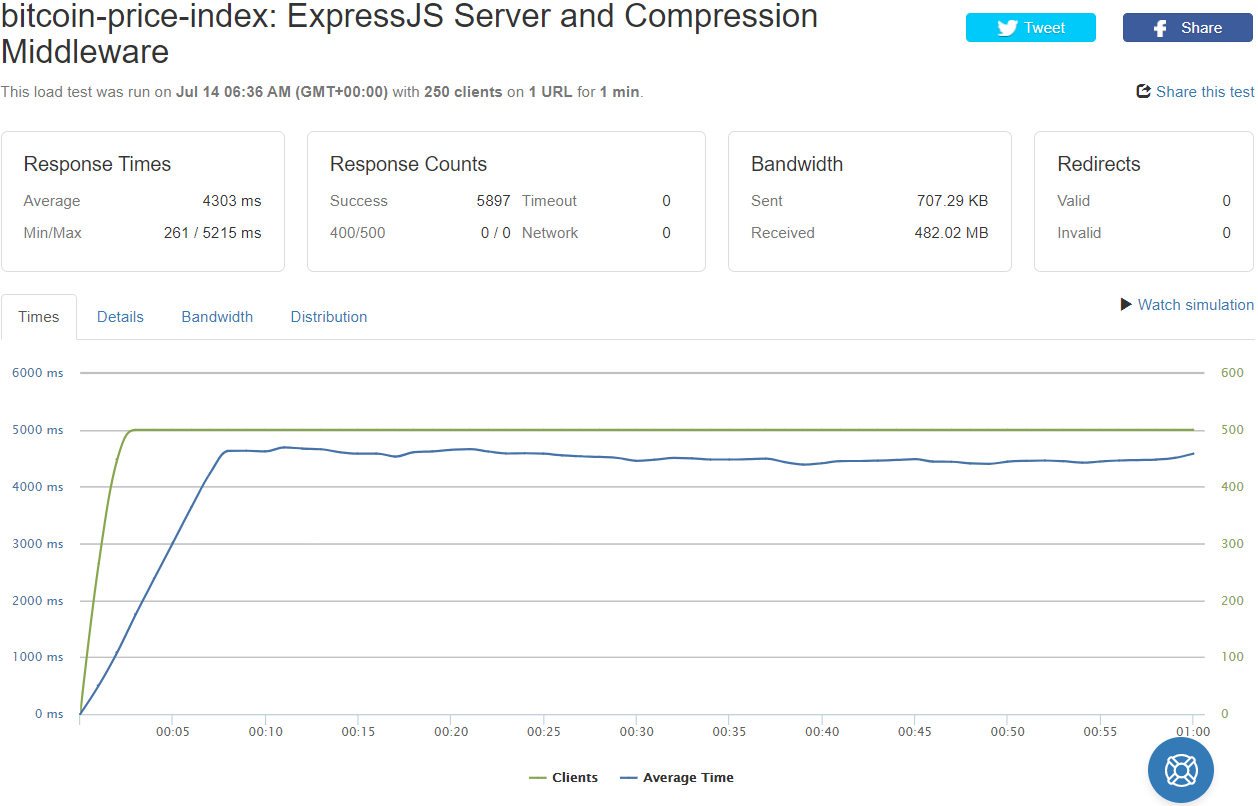 bitcoin-price-index: ExpressJS Server and Compression
Middleware
Tweet
Share
This load test was run on Jul 14 06:36 AM (GMT+00:00) with 250 clients on 1 URL for 1 min.
Share this test
Response Times
Average 4303 ms
Min/Max 261 / 5215 ms
Response Counts
Success 5897 Timeout 0
400/500 0 / 0 Network 0
Bandwidth
Sent 707.29 KB
Received 482.02 MB
Redirects
Valid 0
Invalid 0
Times Details Bandwidth Distribution
Watch simulation
6000 ms 600
5000 ms 500
4000 ms 400
3000 ms 300
2000 ms 200
1000 ms 100
0 ms 0
00:05 00:10 00:15 00:20 00:25 00:30 00:35 00:40 00:45 00:50 00:55 01:00
Clients Average Time